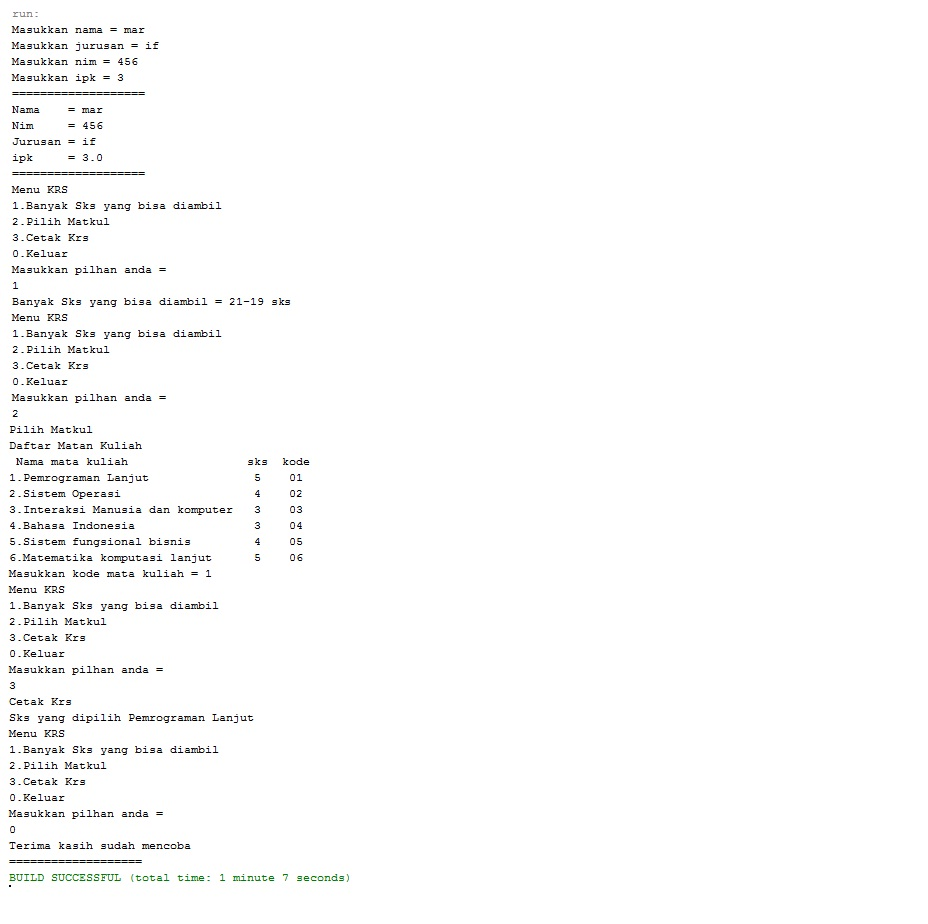 run:
Masukkan nama = mar
Masukkan jurusan = if
Masukkan nim = 456
Masukkan ipk = 3
===================
Nama    = mar
Nim     = 456
Jurusan = if
ipk     = 3.0
===================
Menu KRS
1.Banyak Sks yang bisa diambil
2.Pilih Matkul
3.Cetak Krs
0.Keluar
Masukkan pilhan anda =
1
Banyak Sks yang bisa diambil = 21-19 sks
Menu KRS
1.Banyak Sks yang bisa diambil
2.Pilih Matkul
3.Cetak Krs
0.Keluar
Masukkan pilhan anda =
2
Pilih Matkul
Daftar Matan Kuliah
 Nama mata kuliah                 sks  kode
1.Pemrograman Lanjut               5    01
2.Sistem Operasi                   4    02
3.Interaksi Manusia dan komputer   3    03
4.Bahasa Indonesia                 3    04
5.Sistem fungsional bisnis         4    05
6.Matematika komputasi lanjut      5    06
Masukkan kode mata kuliah = 1
Menu KRS
1.Banyak Sks yang bisa diambil
2.Pilih Matkul
3.Cetak Krs
0.Keluar
Masukkan pilhan anda =
3
Cetak Krs
Sks yang dipilih Pemrograman Lanjut
Menu KRS
1.Banyak Sks yang bisa diambil
2.Pilih Matkul
3.Cetak Krs
0.Keluar
Masukkan pilhan anda =
0
Terima kasih sudah mencoba
===================
BUILD SUCCESSFUL (total time: 1 minute 7 seconds)